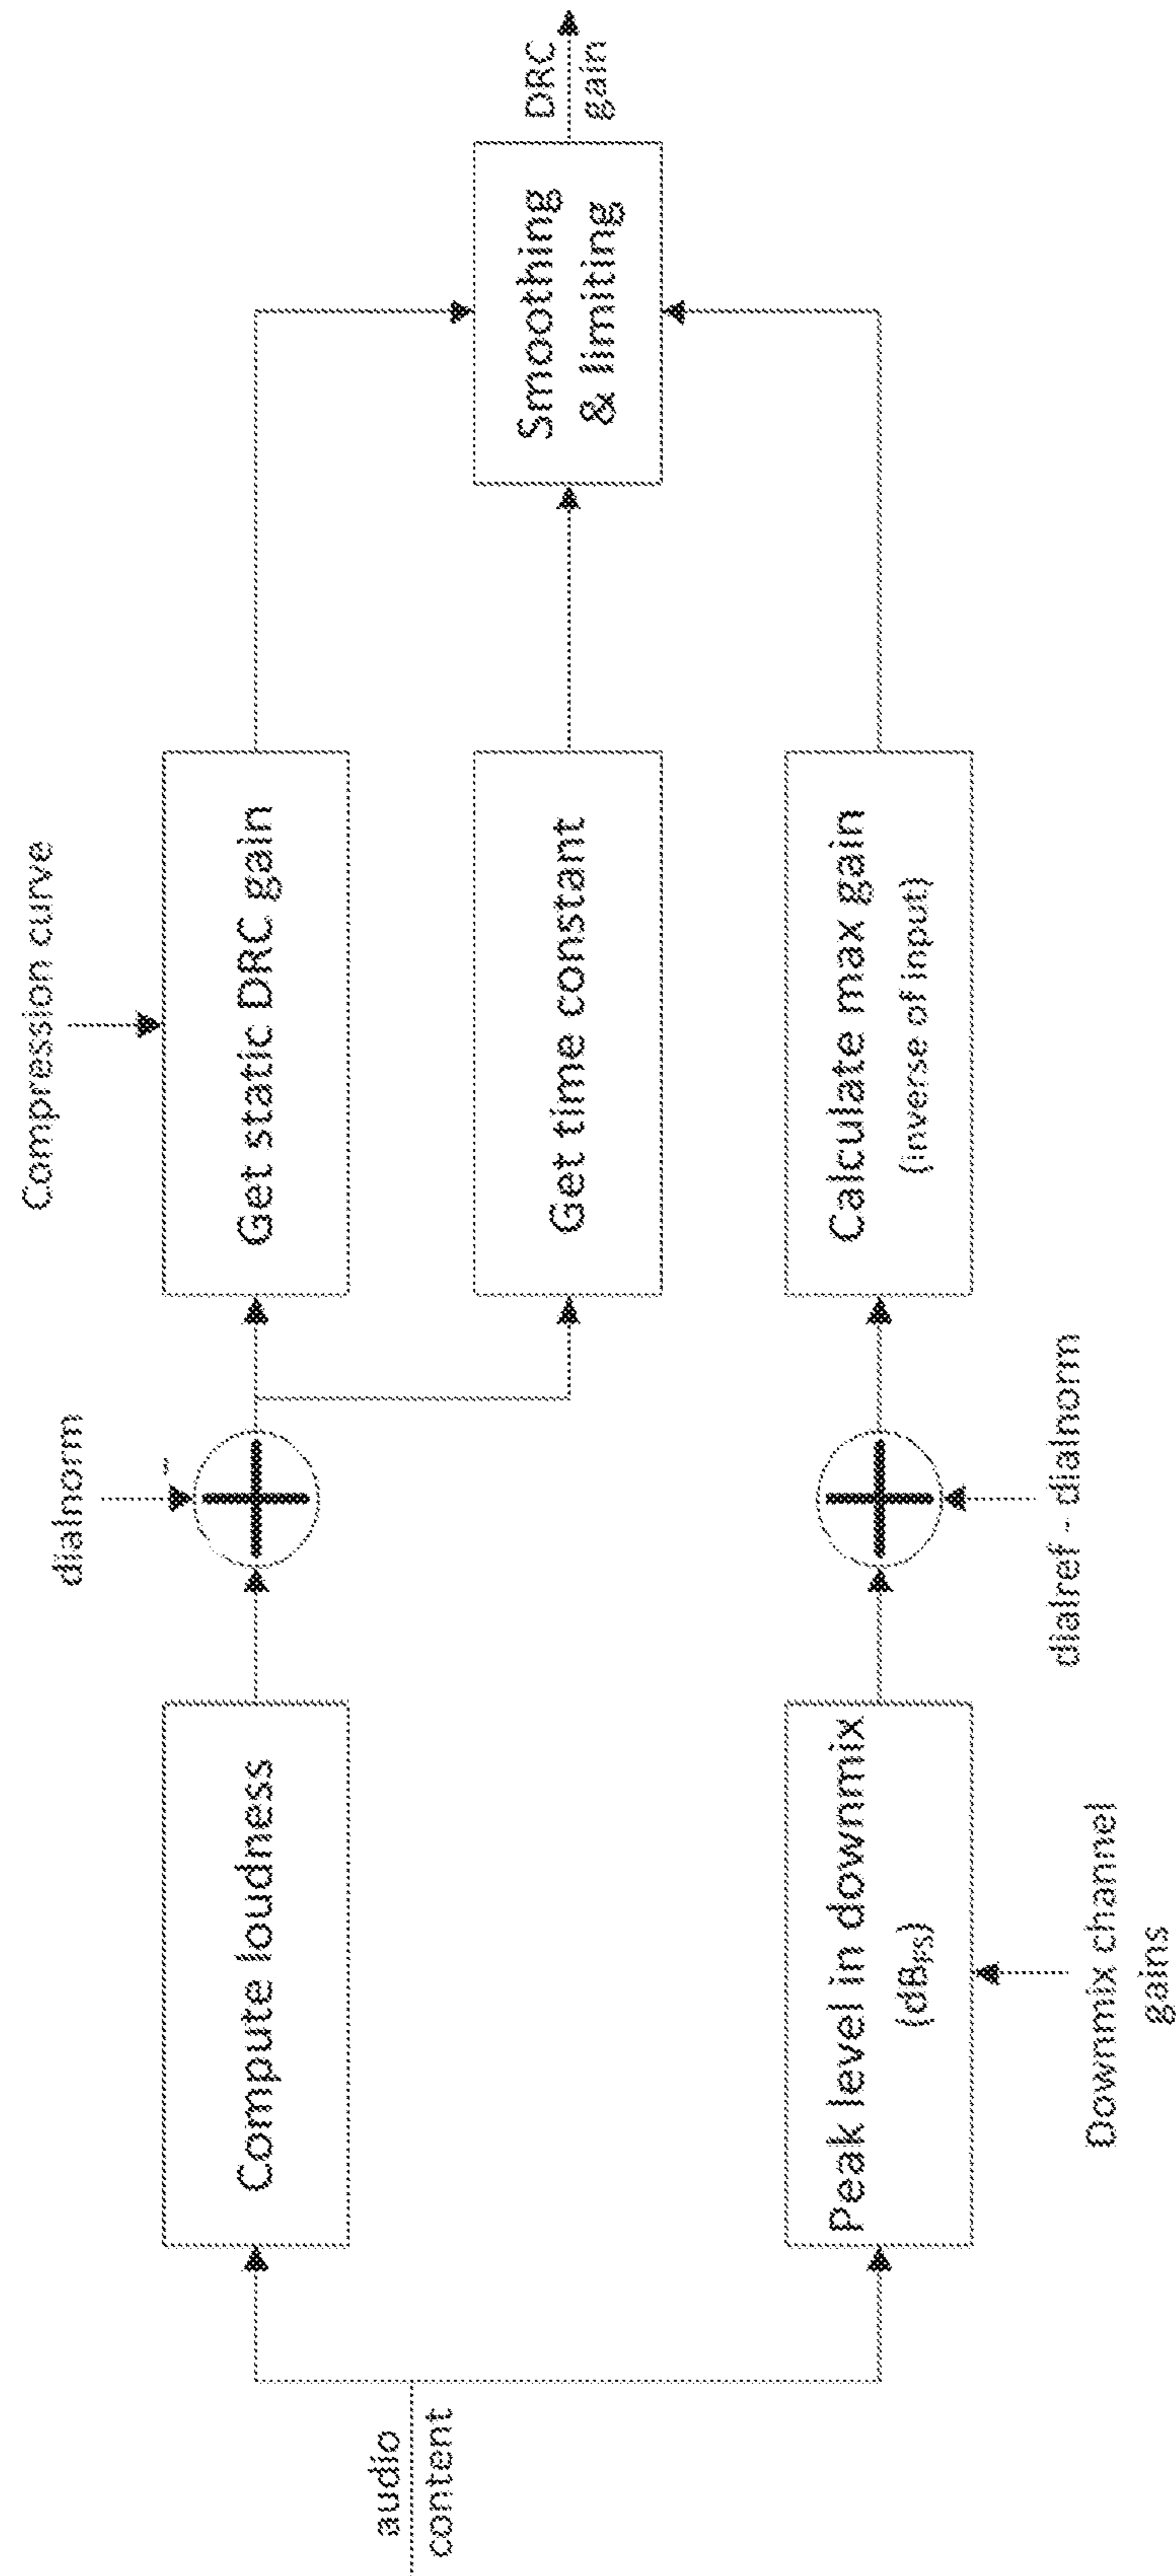 audio
content
Compute loudness
dialnorm
-
Compression curve
Get static DRC gain
Get time constant
Peak level in downmix
(dBFS)
Downmix channel
gains
dialref - dialnorm
Calculate max gain
(inverse of input)
Smoothing
& limiting
DRC
gain